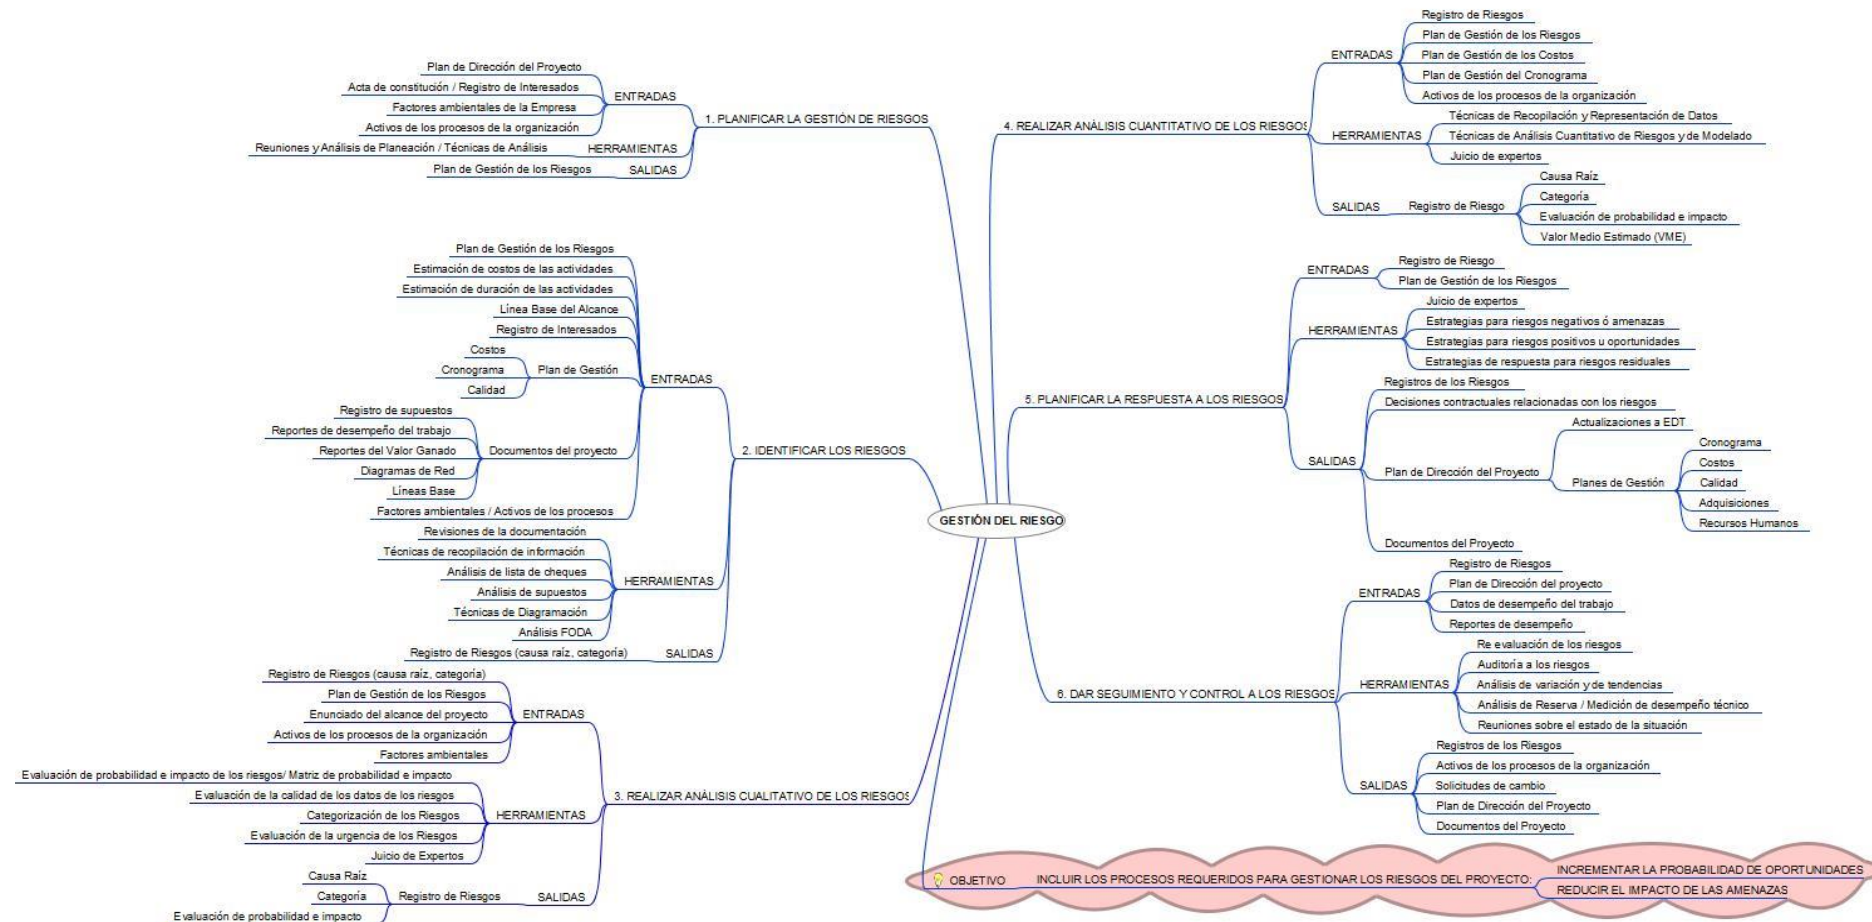 GESTIÓN DEL RIESGO
1. PLANIFICAR LA GESTIÓN DE RIESGOS
ENTRADAS
Plan de Dirección del Proyecto
Acta de constitución / Registro de Interesados
Factores ambientales de la Empresa
Activos de los procesos de la organización
HERRAMIENTAS
Reuniones y Análisis de Planeación / Técnicas de Análisis
SALIDAS
Plan de Gestión de los Riesgos
2. IDENTIFICAR LOS RIESGOS
ENTRADAS
Plan de Gestión de los Riesgos
Estimación de costos de las actividades
Estimación de duración de las actividades
Línea Base del Alcance
Registro de Interesados
Plan de Gestión
Costos
Cronograma
Calidad
Documentos del proyecto
Registro de supuestos
Reportes de desempeño del trabajo
Reportes del Valor Ganado
Diagramas de Red
Líneas Base
Factores ambientales / Activos de los procesos
HERRAMIENTAS
Revisiones de la documentación
Técnicas de recopilación de información
Análisis de lista de cheques
Análisis de supuestos
Técnicas de Diagramación
Análisis FODA
SALIDAS
Registro de Riesgos (causa raíz, categoría)
3. REALIZAR ANÁLISIS CUALITATIVO DE LOS RIESGOS
ENTRADAS
Registro de Riesgos (causa raíz, categoria)
Plan de Gestión de los Riesgos
Enunciado del alcance del proyecto
Activos de los procesos de la organización
Factores ambientales
HERRAMIENTAS
Evaluación de probabilidad e impacto de los riesgos/ Matriz de probabilidad e impacto
Evaluación de la calidad de los datos de los riesgos
Categorización de los Riesgos
Evaluación de la urgencia de los Riesgos
Juicio de Expertos
SALIDAS
Registro de Riesgos
Causa Raíz
Categoría
Evaluación de probabilidad e impacto
4. REALIZAR ANÁLISIS CUANTITATIVO DE LOS RIESGOS
ENTRADAS
Registro de Riesgos
Plan de Gestión de los Riesgos
Plan de Gestión de los Costos
Plan de Gestión del Cronograma
Activos de los procesos de la organización
HERRAMIENTAS
Técnicas de Recopilación y Representación de Datos
Técnicas de Análisis Cuantitativo de Riesgos y de Modelado
Juicio de expertos
SALIDAS
Registro de Riesgo
Causa Raíz
Categoría
Evaluación de probabilidad e impacto
Valor Medio Estimado (VME)
5. PLANIFICAR LA RESPUESTA A LOS RIESGOS
ENTRADAS
Registro de Riesgo
Plan de Gestión de los Riesgos
HERRAMIENTAS
Juicio de expertos
Estrategias para riesgos negativos ó amenazas
Estrategias para riesgos positivos u oportunidades
Estrategias de respuesta para riesgos residuales
SALIDAS
Registros de los Riesgos
Decisiones contractuales relacionadas con los riesgos
Plan de Dirección del Proyecto
Actualizaciones a EDT
Planes de Gestión
Cronograma
Costos
Calidad
Adquisiciones
Recursos Humanos
Documentos del Proyecto
6. DAR SEGUIMIENTO Y CONTROL A LOS RIESGOS
ENTRADAS
Registro de Riesgos
Plan de Dirección del proyecto
Datos de desempeño del trabajo
Reportes de desempeño
HERRAMIENTAS
Re evaluación de los riesgos
Auditoría a los riesgos
Análisis de variación y de tendencias
Análisis de Reserva / Medición de desempeño técnico
Reuniones sobre el estado de la situación
SALIDAS
Registros de los Riesgos
Activos de los procesos de la organización
Solicitudes de cambio
Plan de Dirección del Proyecto
Documentos del Proyecto
OBJETIVO
INCLUIR LOS PROCESOS REQUERIDOS PARA GESTIONAR LOS RIESGOS DEL PROYECTO:
INCREMENTAR LA PROBABILIDAD DE OPORTUNIDADES
REDUCIR EL IMPACTO DE LAS AMENAZAS